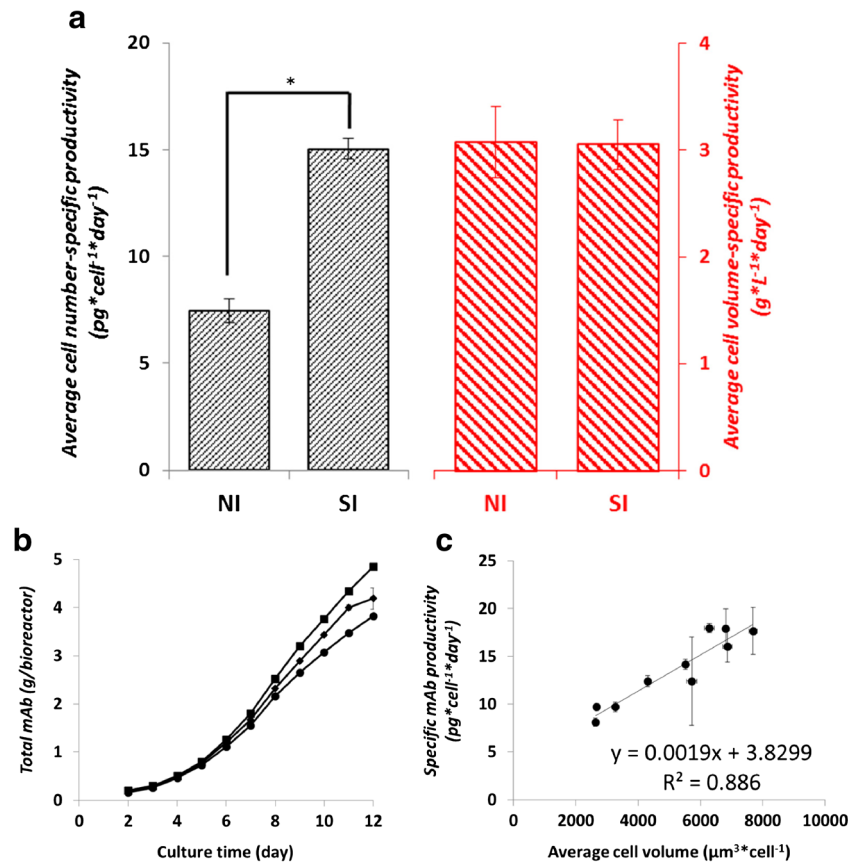 a
Average cell number-specific productivity
(pg*cell-1*day-1)
20
15
10
5
0
*
NI
SI
NI
SI
4
3
2
1
0
Average cell volume-specific productivity
(g*L-1*day-1)
b
Total mAb (g/bioreactor)
5
4
3
2
1
0
0 2 4 6 8 10 12
Culture time (day)
c
Specific mAb productivity
(pg*cell-1*day-1)
25
20
15
10
5
0
y = 0.0019x + 3.8299
R² = 0.886
0 2000 4000 6000 8000 10000
Average cell volume (µm³*cell-1)